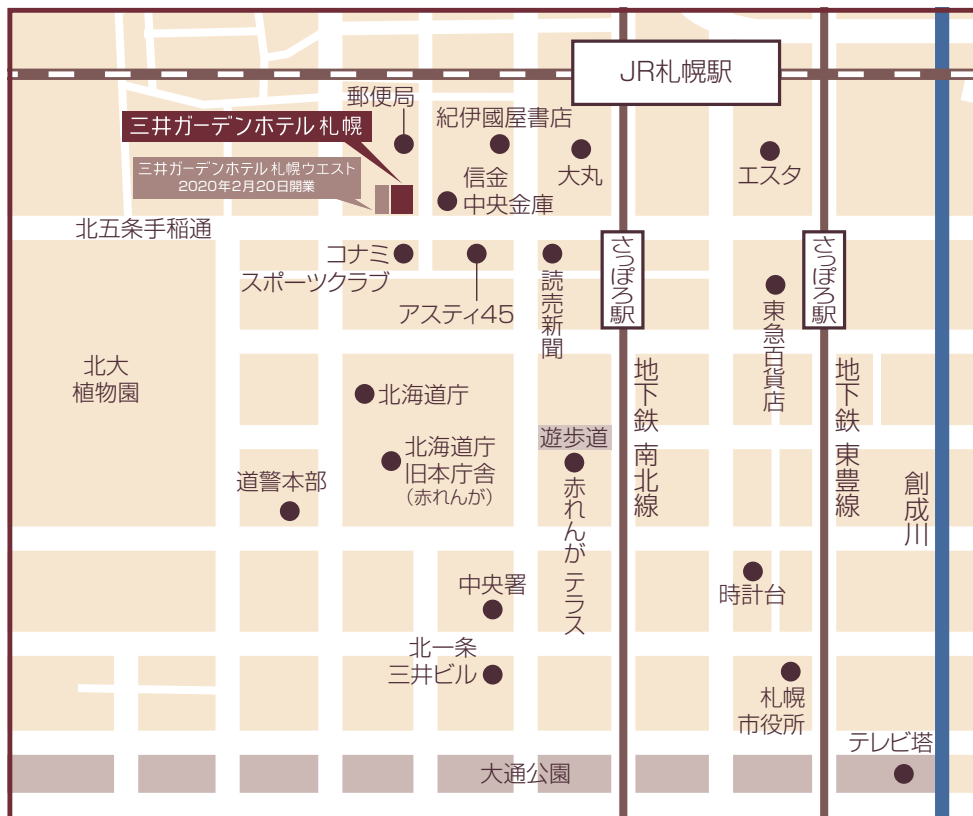 JR札幌駅
郵便局
紀伊國屋書店
三井ガーデンホテル 札幌
大丸
エスタ
三井ガーデンホテル 札幌ウエスト
2020年2月20日開業
信金
中央金庫
北五条手稲通
コナミ
スポーツクラブ
アスティ45
読売新聞
さっぽろ駅
さっぽろ駅
東急百貨店
北大
植物園
北海道庁
地下鉄 南北線
地下鉄 東豊線
遊歩道
北海道庁
旧本庁舎
(赤れんが)
道警本部
赤れんが テラス
創成川
中央署
時計台
北一条
三井ビル
札幌
市役所
テレビ塔
大通公園